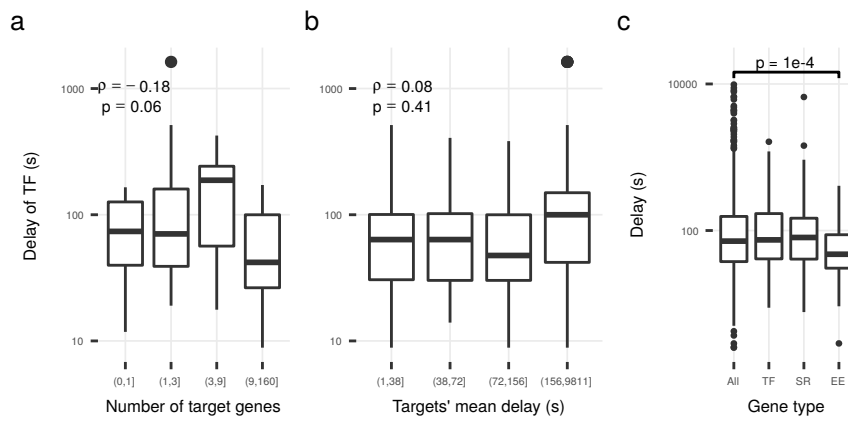 a
ρ = − 0.18
p = 0.06
1000
100
10
Delay of TF (s)
(0,1]
(1,3]
(3,9]
(9,160]
Number of target genes
b
ρ = 0.08
p = 0.41
1000
100
10
(1,38]
(38,72]
(72,156]
(156,9811]
Targets' mean delay (s)
c
p = 1e-4
10000
100
Delay (s)
All
TF
SR
EE
Gene type